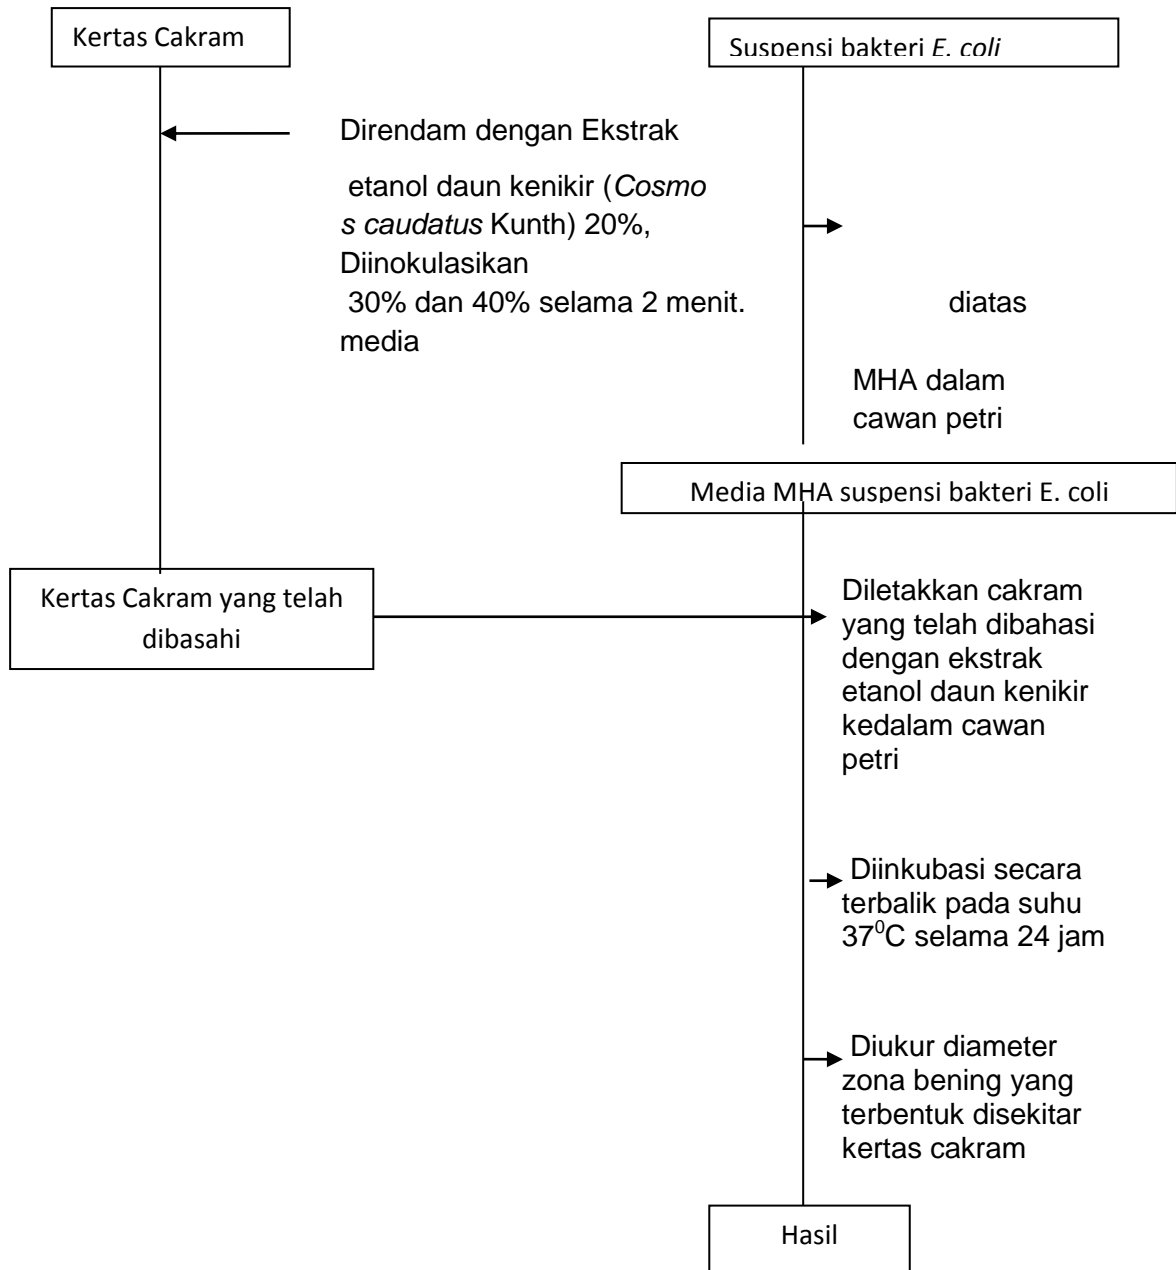 Kertas Cakram
Suspensi bakteri E. coli
Direndam dengan Ekstrak
etanol daun kenikir (Cosmo
s caudatus Kunth) 20%,
Diinokulasikan
30% dan 40% selama 2 menit.
diatas
media
MHA dalam
cawan petri
Media MHA suspensi bakteri E. coli
Kertas Cakram yang telah
dibasahi
Diletakkan cakram
yang telah dibahasi
dengan ekstrak
etanol daun kenikir
kedalam cawan
petri
Diinkubasi secara
terbalik pada suhu
37⁰C selama 24 jam
Diukur diameter
zona bening yang
terbentuk disekitar
kertas cakram
Hasil